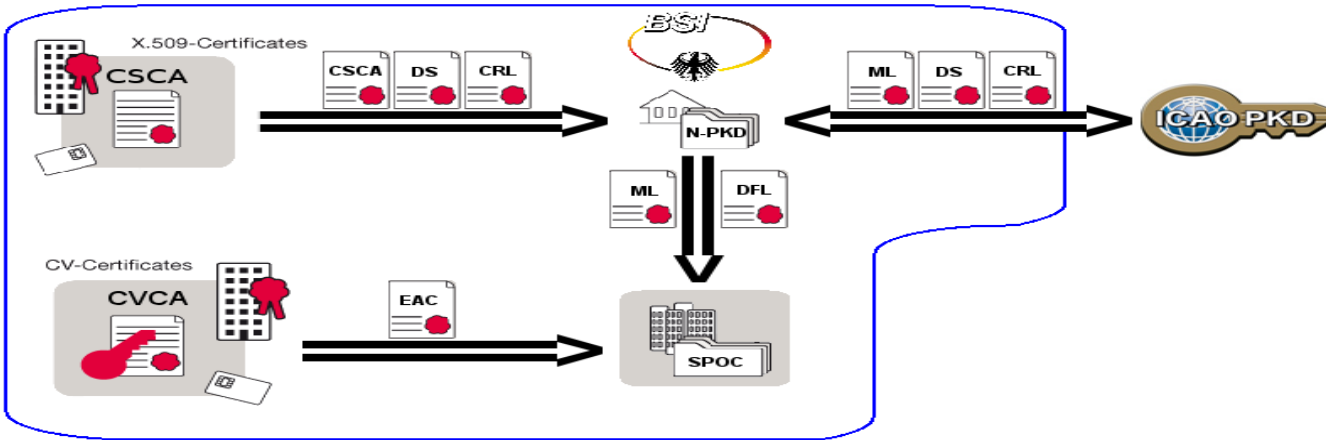 BSI
X.509-Certificates
CSCA
CSCA DS CRL
ML DS CRL
N-PKD
ICAO PKD
ML DFL
CV-Certificates
CVCA
EAC
SPOC